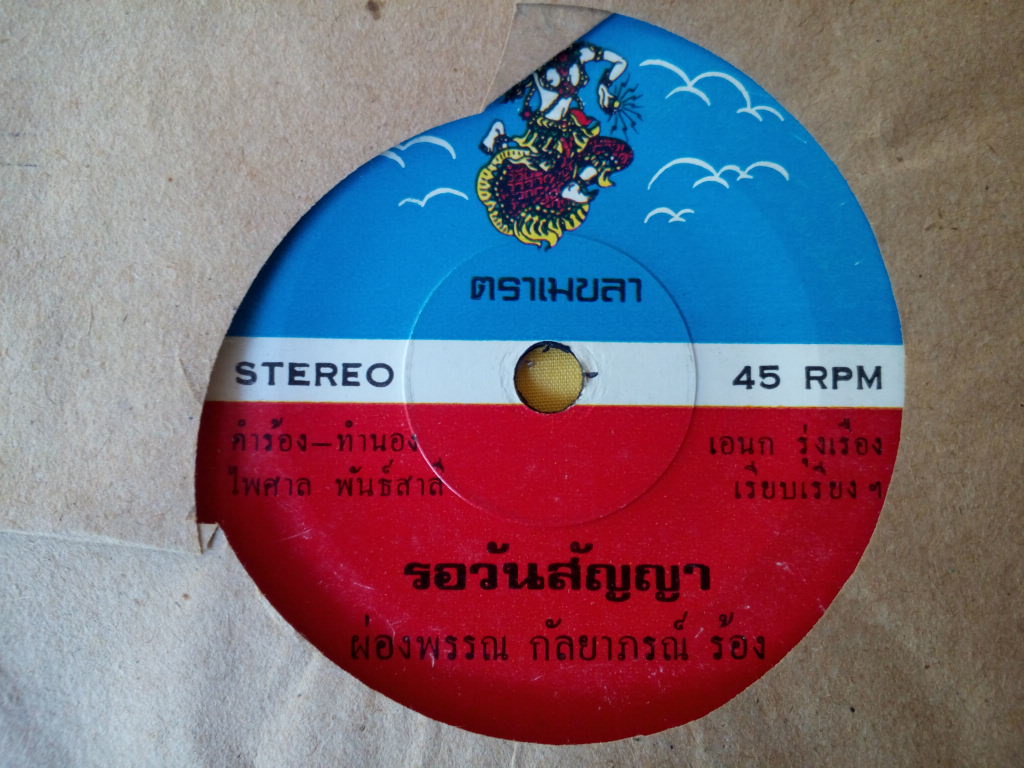 ตราเมขลา
STEREO
45 RPM
คำร้อง–ทำนอง
ไพศาล พันธ์สาลี
เอนก รุ่งเรือง
เรียบเรียง ฯ
รอวันสัญญา
ผ่องพรรณ กัลยาภรณ์ ร้อง